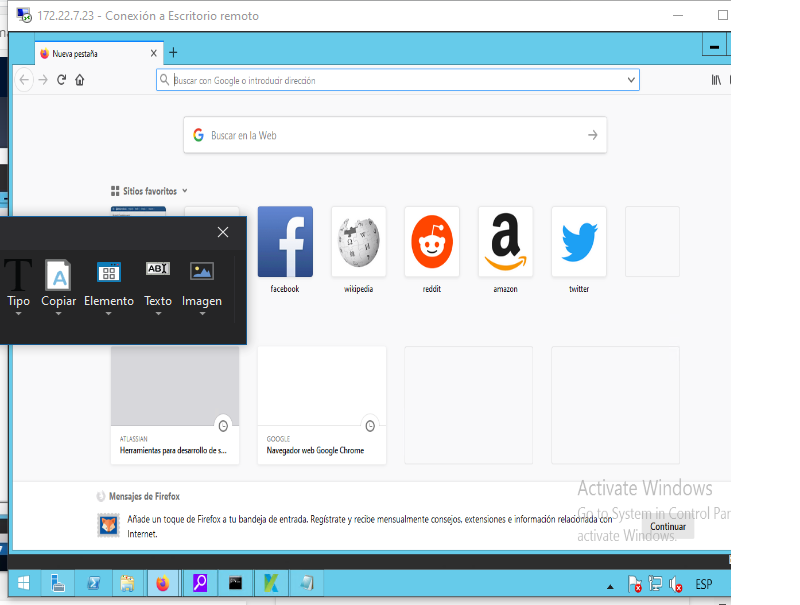 172.22.7.23 - Conexión a Escritorio remoto
Nueva pestaña
Buscar con Google o introducir dirección
Buscar en la Web
Sitios favoritos
facebook
wikipedia
reddit
amazon
twitter
Tipo
Copiar
Elemento
Texto
Imagen
ATLASSIAN
Herramientas para desarrollo de s...
GOOGLE
Navegador web Google Chrome
Mensajes de Firefox
Añade un toque de Firefox a tu bandeja de entrada. Regístrate y recibe mensualmente consejos, extensiones e información relacionada con
Internet.
Continuar
Activate Windows
Go to System in Control Par
activate Windows.
ESP